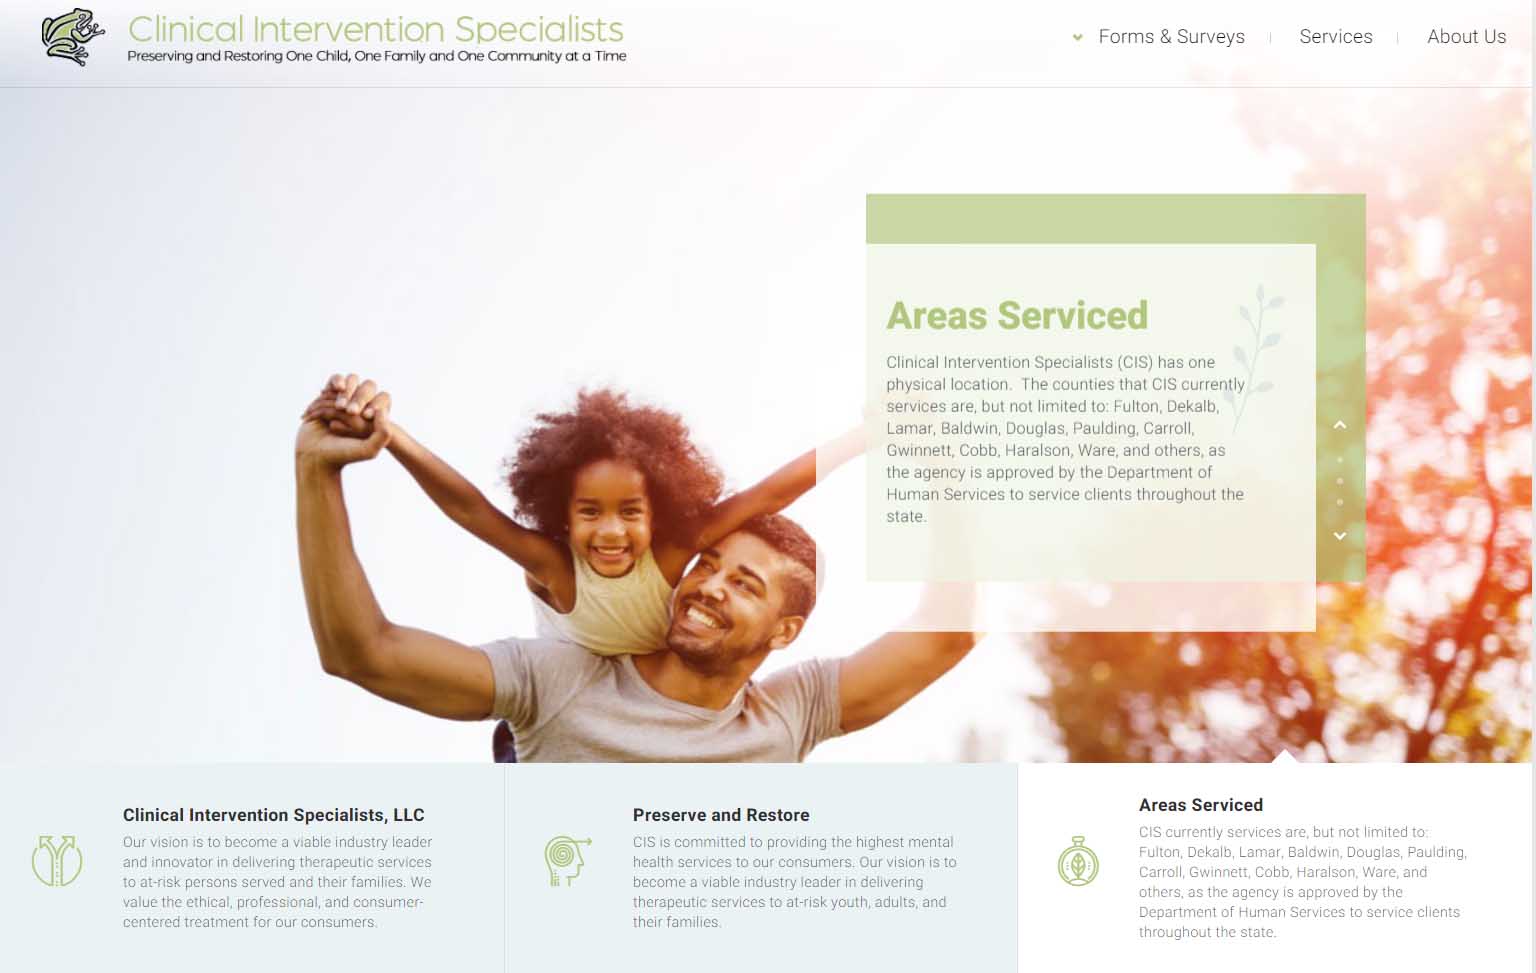 Clinical Intervention Specialists
Preserving and Restoring One Child, One Family and One Community at a Time
Forms & Surveys
Services
About Us
Areas Serviced
Clinical Intervention Specialists (CIS) has one
physical location.  The counties that CIS currently
services are, but not limited to: Fulton, Dekalb,
Lamar, Baldwin, Douglas, Paulding, Carroll,
Gwinnett, Cobb, Haralson, Ware, and others, as
the agency is approved by the Department of
Human Services to service clients throughout the
state.
Clinical Intervention Specialists, LLC
Our vision is to become a viable industry leader
and innovator in delivering therapeutic services
to at-risk persons served and their families. We
value the ethical, professional, and consumer-
centered treatment for our consumers.
Preserve and Restore
CIS is committed to providing the highest mental
health services to our consumers. Our vision is to
become a viable industry leader in delivering
therapeutic services to at-risk youth, adults, and
their families.
Areas Serviced
CIS currently services are, but not limited to:
Fulton, Dekalb, Lamar, Baldwin, Douglas, Paulding,
Carroll, Gwinnett, Cobb, Haralson, Ware, and
others, as the agency is approved by the
Department of Human Services to service clients
throughout the state.